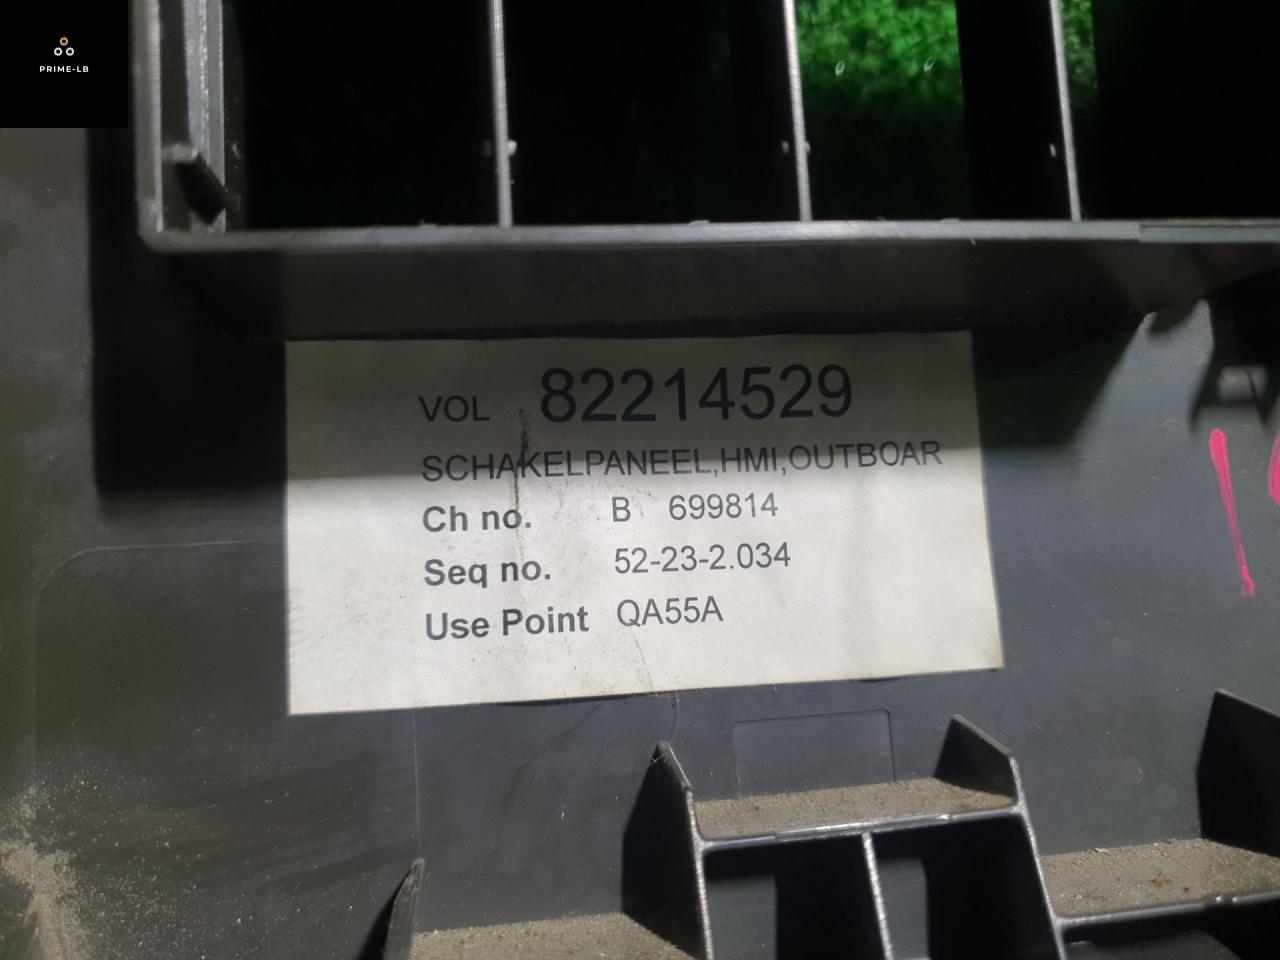 PRIME-LB
VOL 82214529
SCHAKELPANEEL,HMI,OUTBOAR
Ch no. B 699814
Seq no. 52-23-2.034
Use Point QA55A